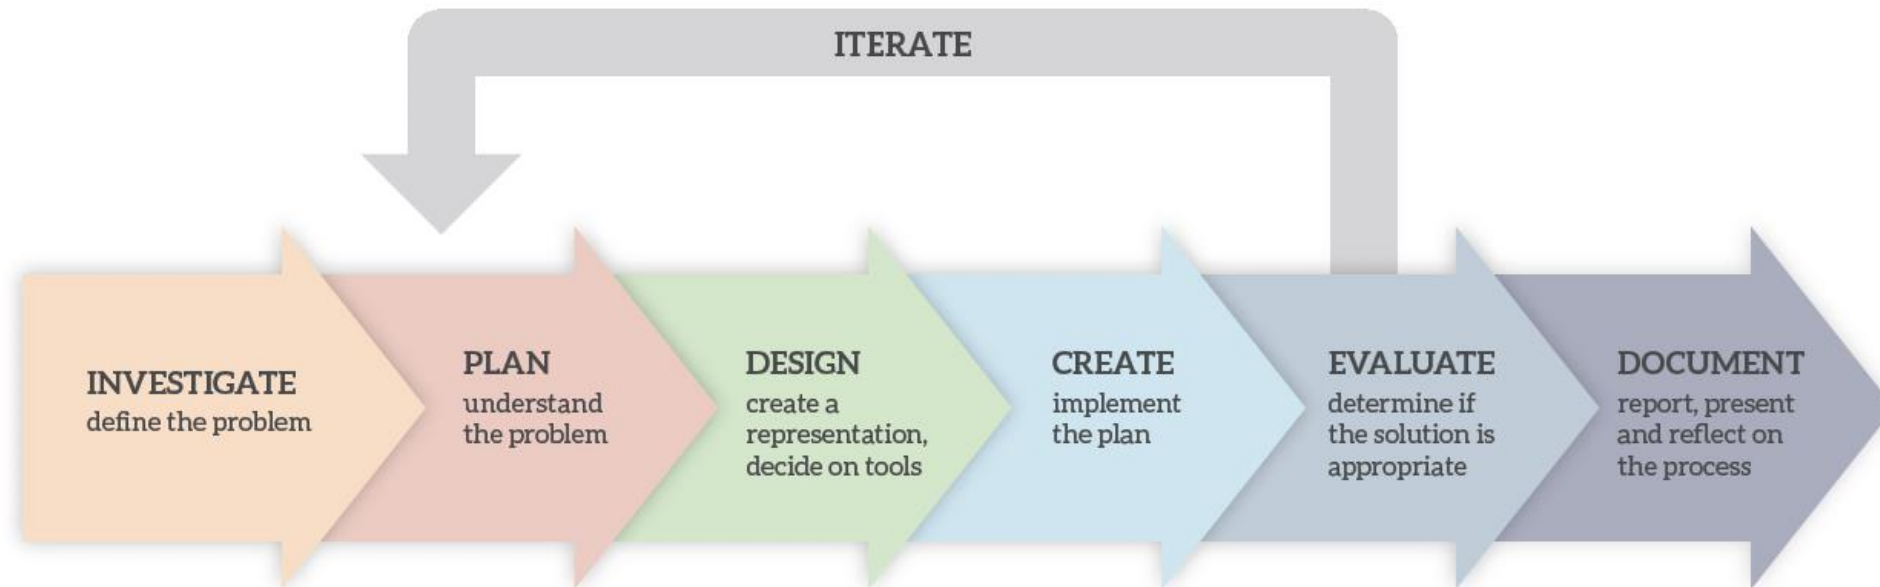 ITERATE
INVESTIGATE
define the problem
PLAN
understand
the problem
DESIGN
create a
representation,
decide on tools
CREATE
implement
the plan
EVALUATE
determine if
the solution is
appropriate
DOCUMENT
report, present
and reflect on
the process